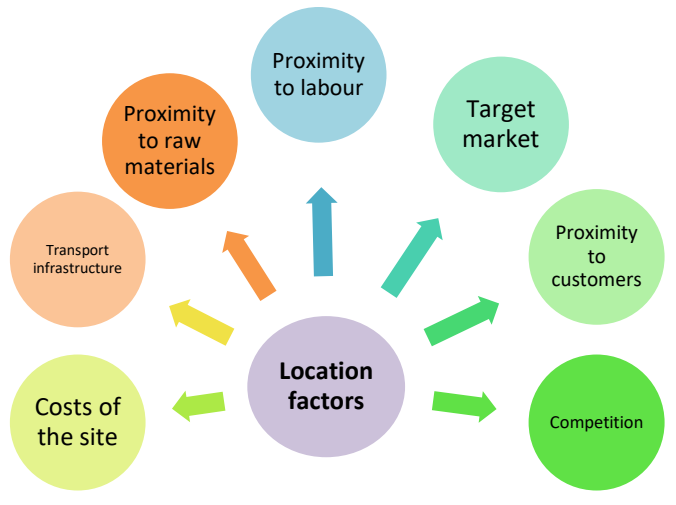 Proximity
to labour
Target
market
Proximity
to raw
materials
Proximity
to
customers
Transport
infrastructure
Location
factors
Costs of
the site
Competition